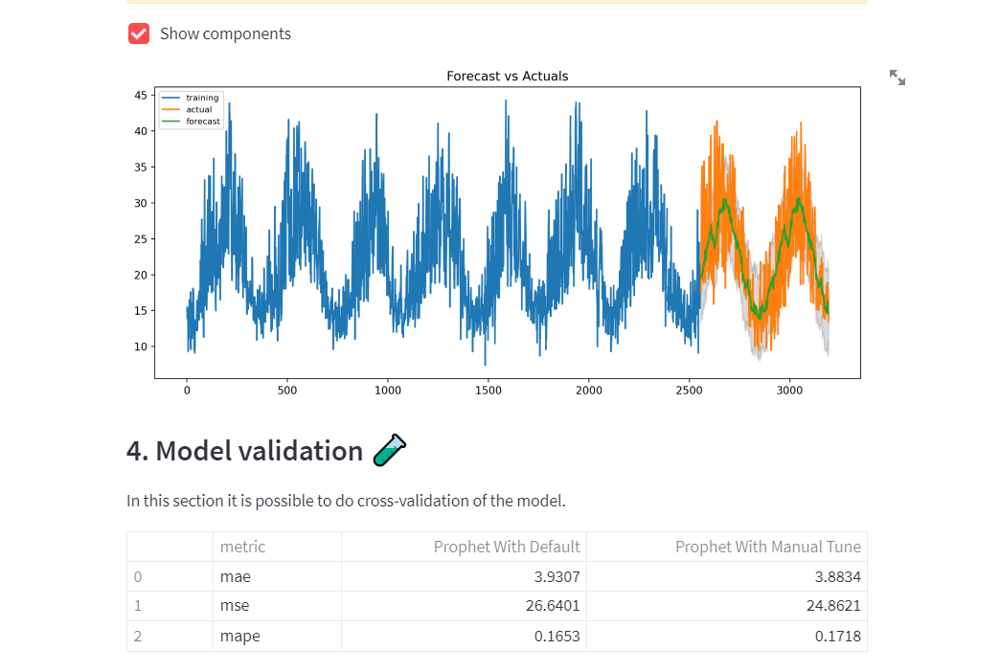 Show components
Forecast vs Actuals
training
actual
forecast
45
40
35
30
25
20
15
10
0 500 1000 1500 2000 2500 3000
4. Model validation
In this section it is possible to do cross-validation of the model.
metric Prophet With Default Prophet With Manual Tune
0 mae 3.9307 3.8834
1 mse 26.6401 24.8621
2 mape 0.1653 0.1718